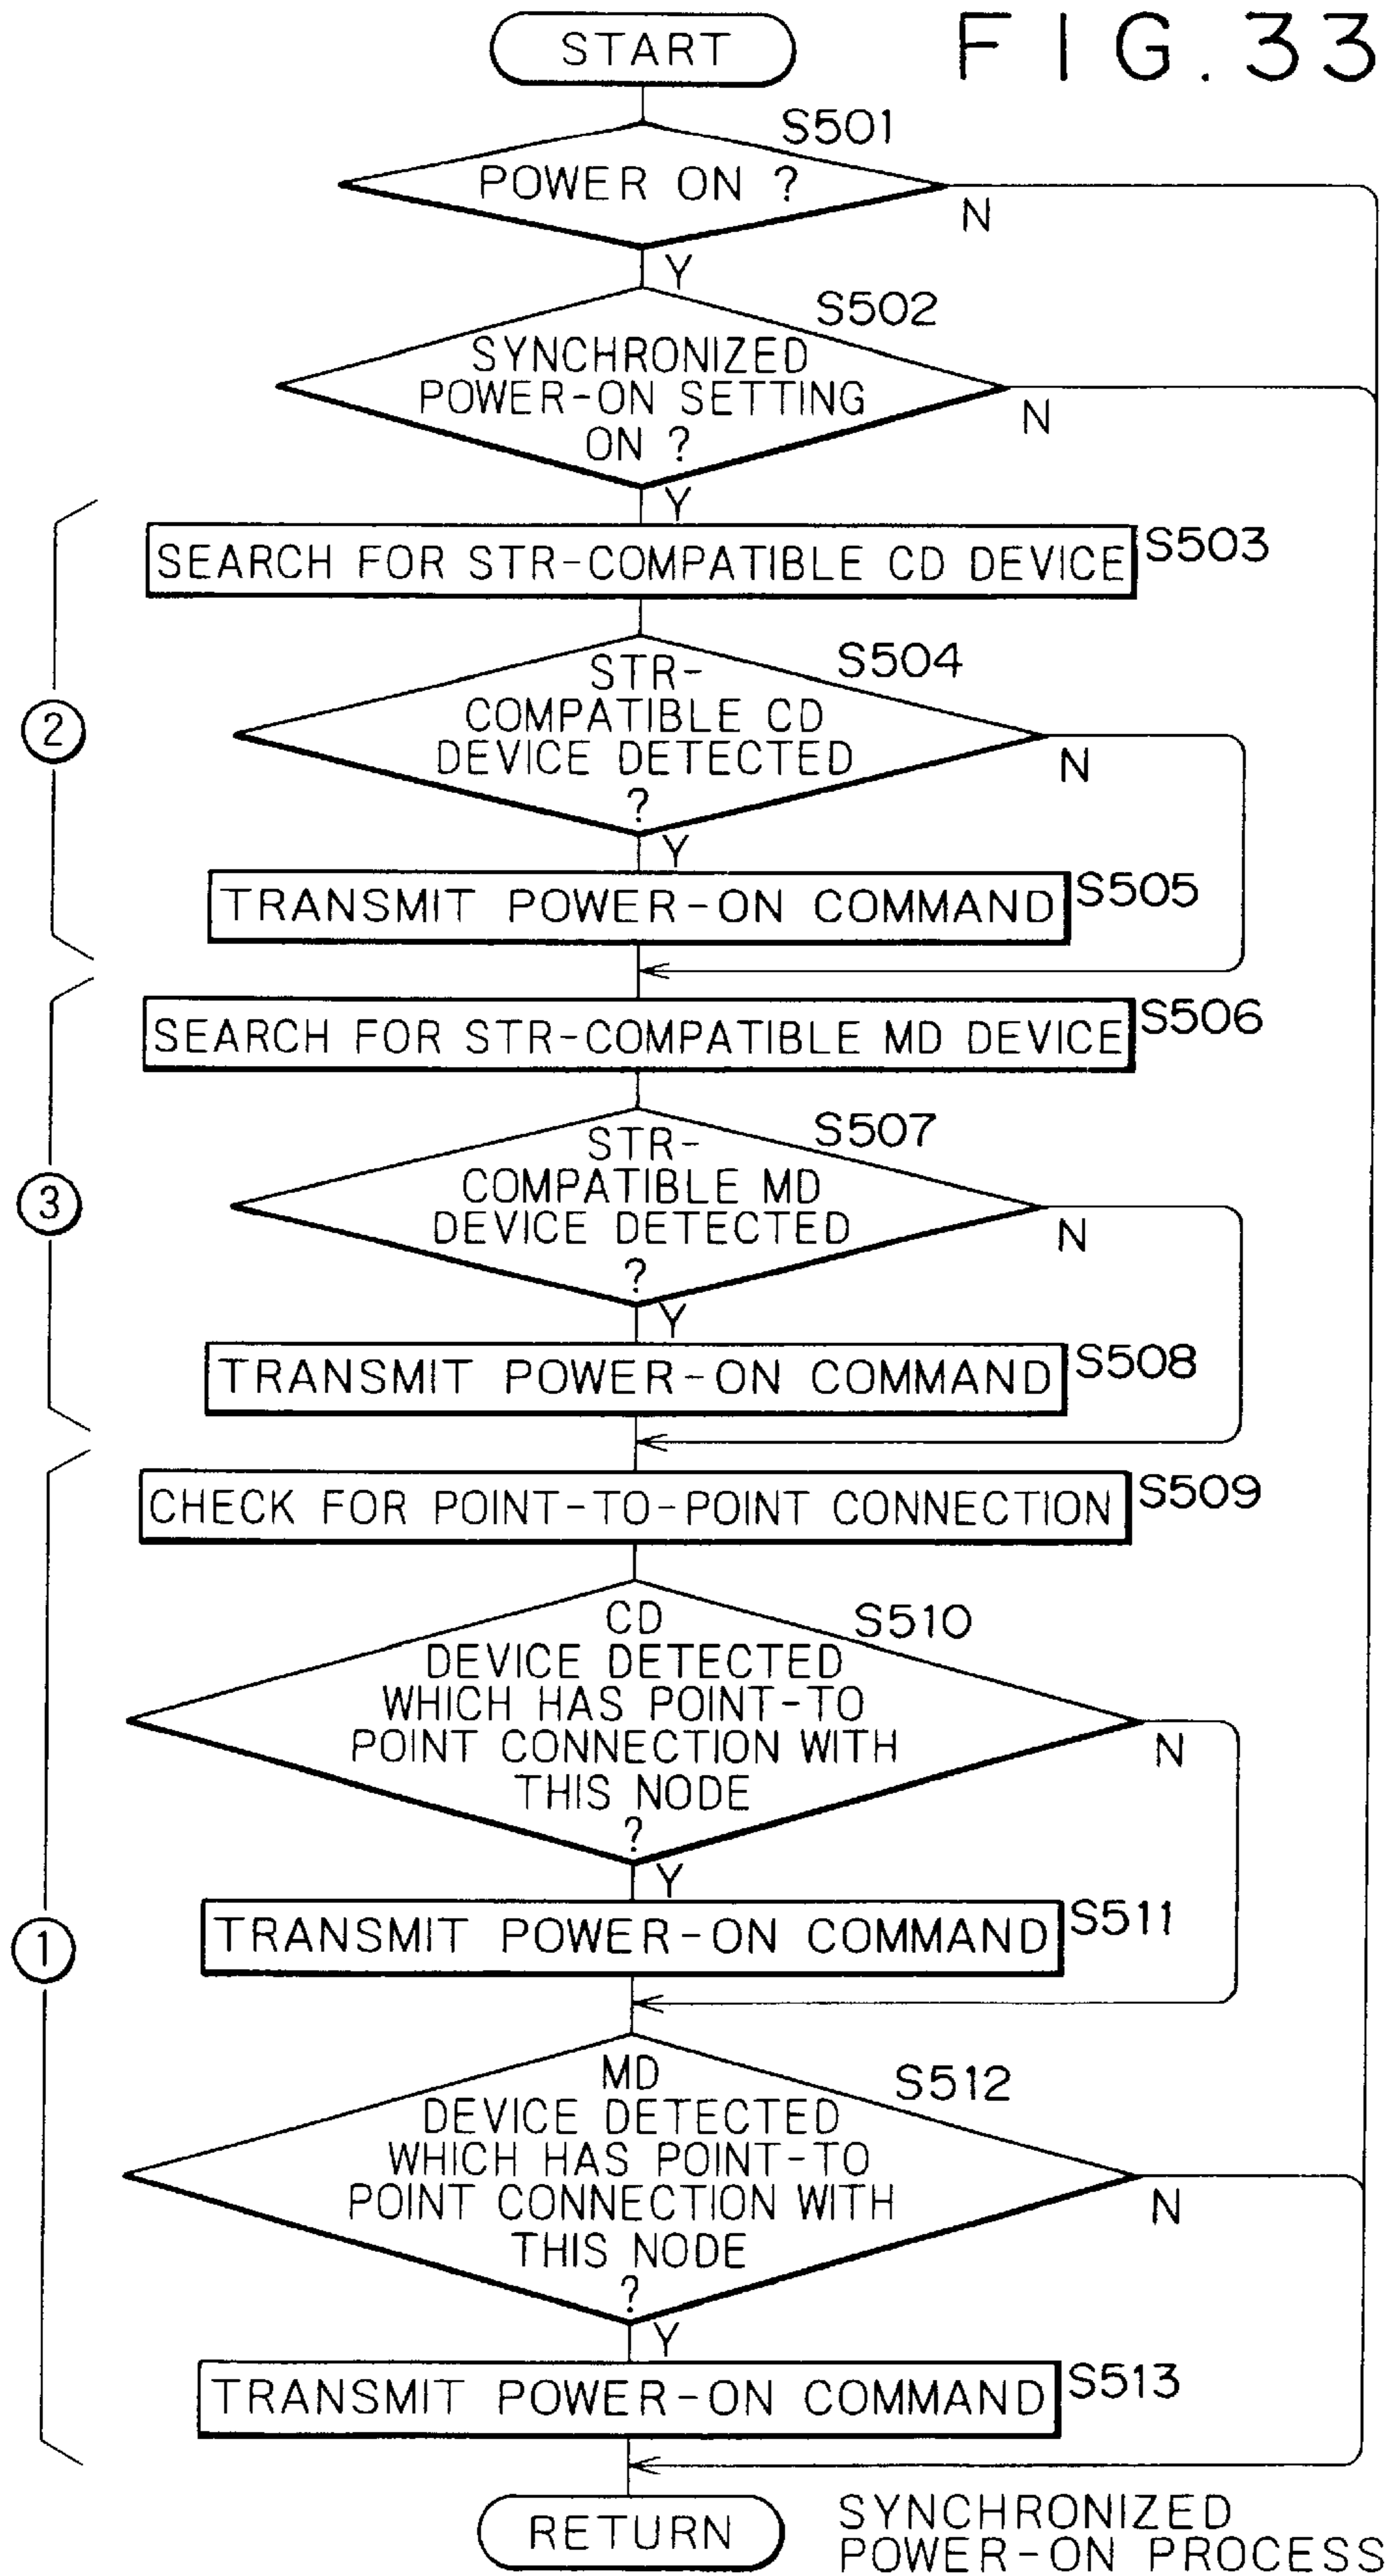 START
FIG.33
S501
POWER ON ?
N
Y
S502
SYNCHRONIZED
POWER-ON SETTING
ON ?
N
Y
SEARCH FOR STR-COMPATIBLE CD DEVICE
S503
S504
STR-
COMPATIBLE CD
DEVICE DETECTED
?
N
2
Y
TRANSMIT POWER-ON COMMAND
S505
SEARCH FOR STR-COMPATIBLE MD DEVICE
S506
S507
STR-
COMPATIBLE MD
DEVICE DETECTED
?
N
3
Y
TRANSMIT POWER-ON COMMAND
S508
CHECK FOR POINT-TO-POINT CONNECTION
S509
CD
S510
DEVICE DETECTED
WHICH HAS POINT-TO
POINT CONNECTION WITH
THIS NODE
?
N
Y
TRANSMIT POWER-ON COMMAND
S511
1
MD
S512
DEVICE DETECTED
WHICH HAS POINT-TO
POINT CONNECTION WITH
THIS NODE
?
N
Y
TRANSMIT POWER-ON COMMAND
S513
RETURN
SYNCHRONIZED
POWER-ON PROCESS